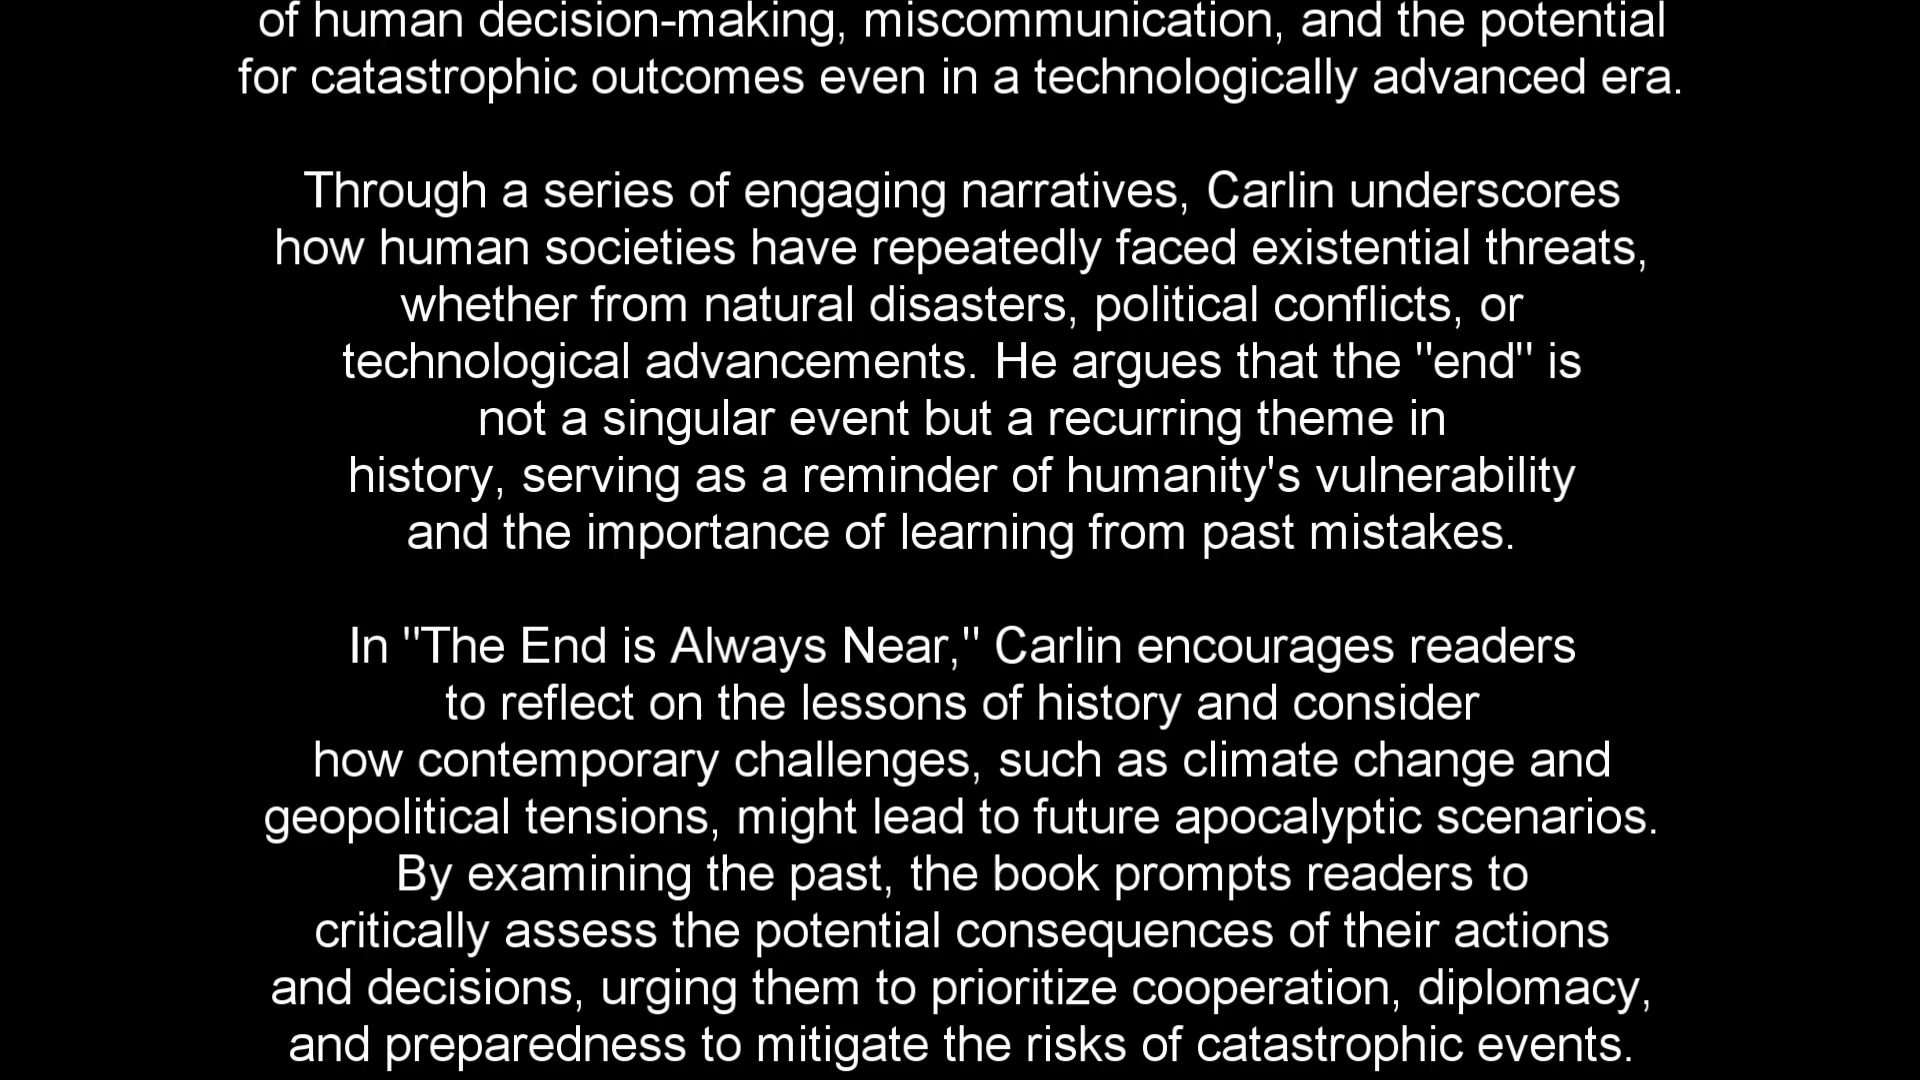 of human decision-making, miscommunication, and the potential
for catastrophic outcomes even in a technologically advanced era.
Through a series of engaging narratives, Carlin underscores
how human societies have repeatedly faced existential threats,
whether from natural disasters, political conflicts, or
technological advancements. He argues that the "end" is
not a singular event but a recurring theme in
history, serving as a reminder of humanity's vulnerability
and the importance of learning from past mistakes.
In "The End is Always Near," Carlin encourages readers
to reflect on the lessons of history and consider
how contemporary challenges, such as climate change and
geopolitical tensions, might lead to future apocalyptic scenarios.
By examining the past, the book prompts readers to
critically assess the potential consequences of their actions
and decisions, urging them to prioritize cooperation, diplomacy,
and preparedness to mitigate the risks of catastrophic events.